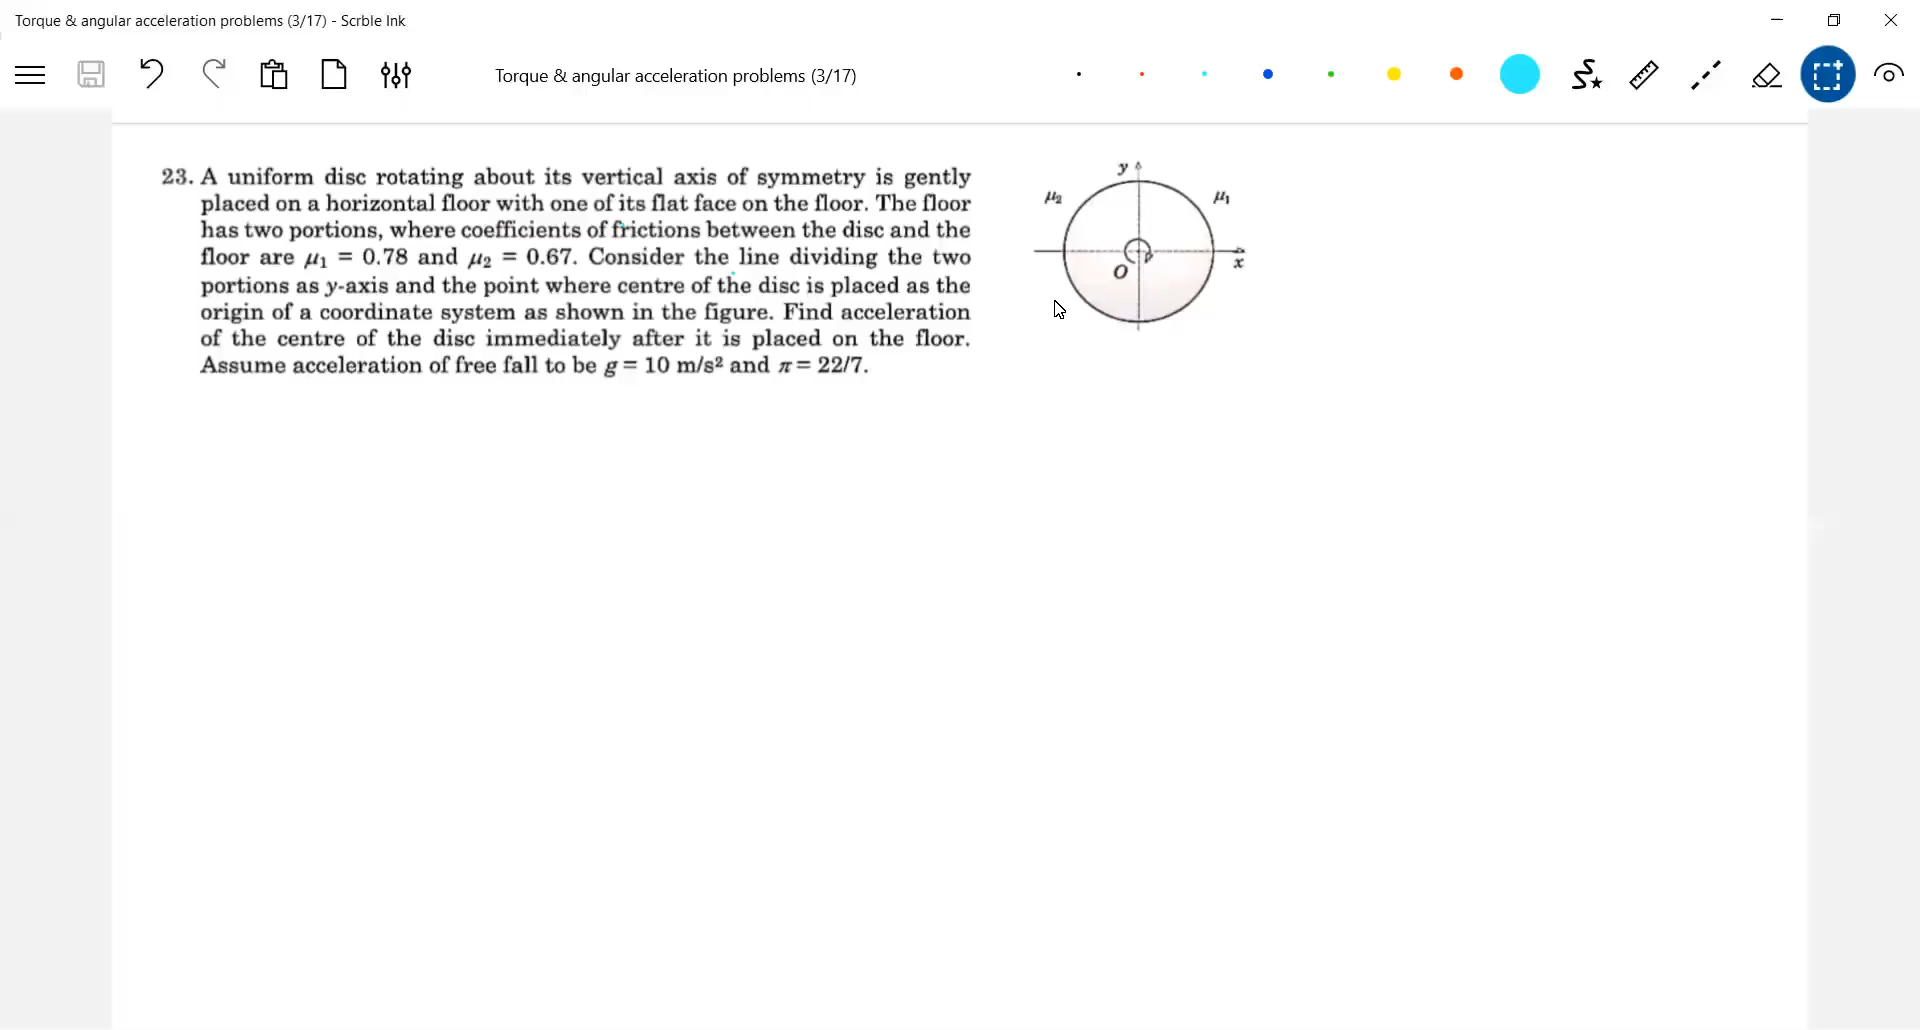 Torque & angular acceleration problems (3/17) - Scrble Ink
Torque & angular acceleration problems (3/17)
23. A uniform disc rotating about its vertical axis of symmetry is gently
placed on a horizontal floor with one of its flat face on the floor. The floor
has two portions, where coefficients of frictions between the disc and the
floor are μ₁ = 0.78 and μ₂ = 0.67. Consider the line dividing the two
portions as y-axis and the point where centre of the disc is placed as the
origin of a coordinate system as shown in the figure. Find acceleration
of the centre of the disc immediately after it is placed on the floor.
Assume acceleration of free fall to be g = 10 m/s² and π = 22/7.
y
μ₂
μ₁
O
x